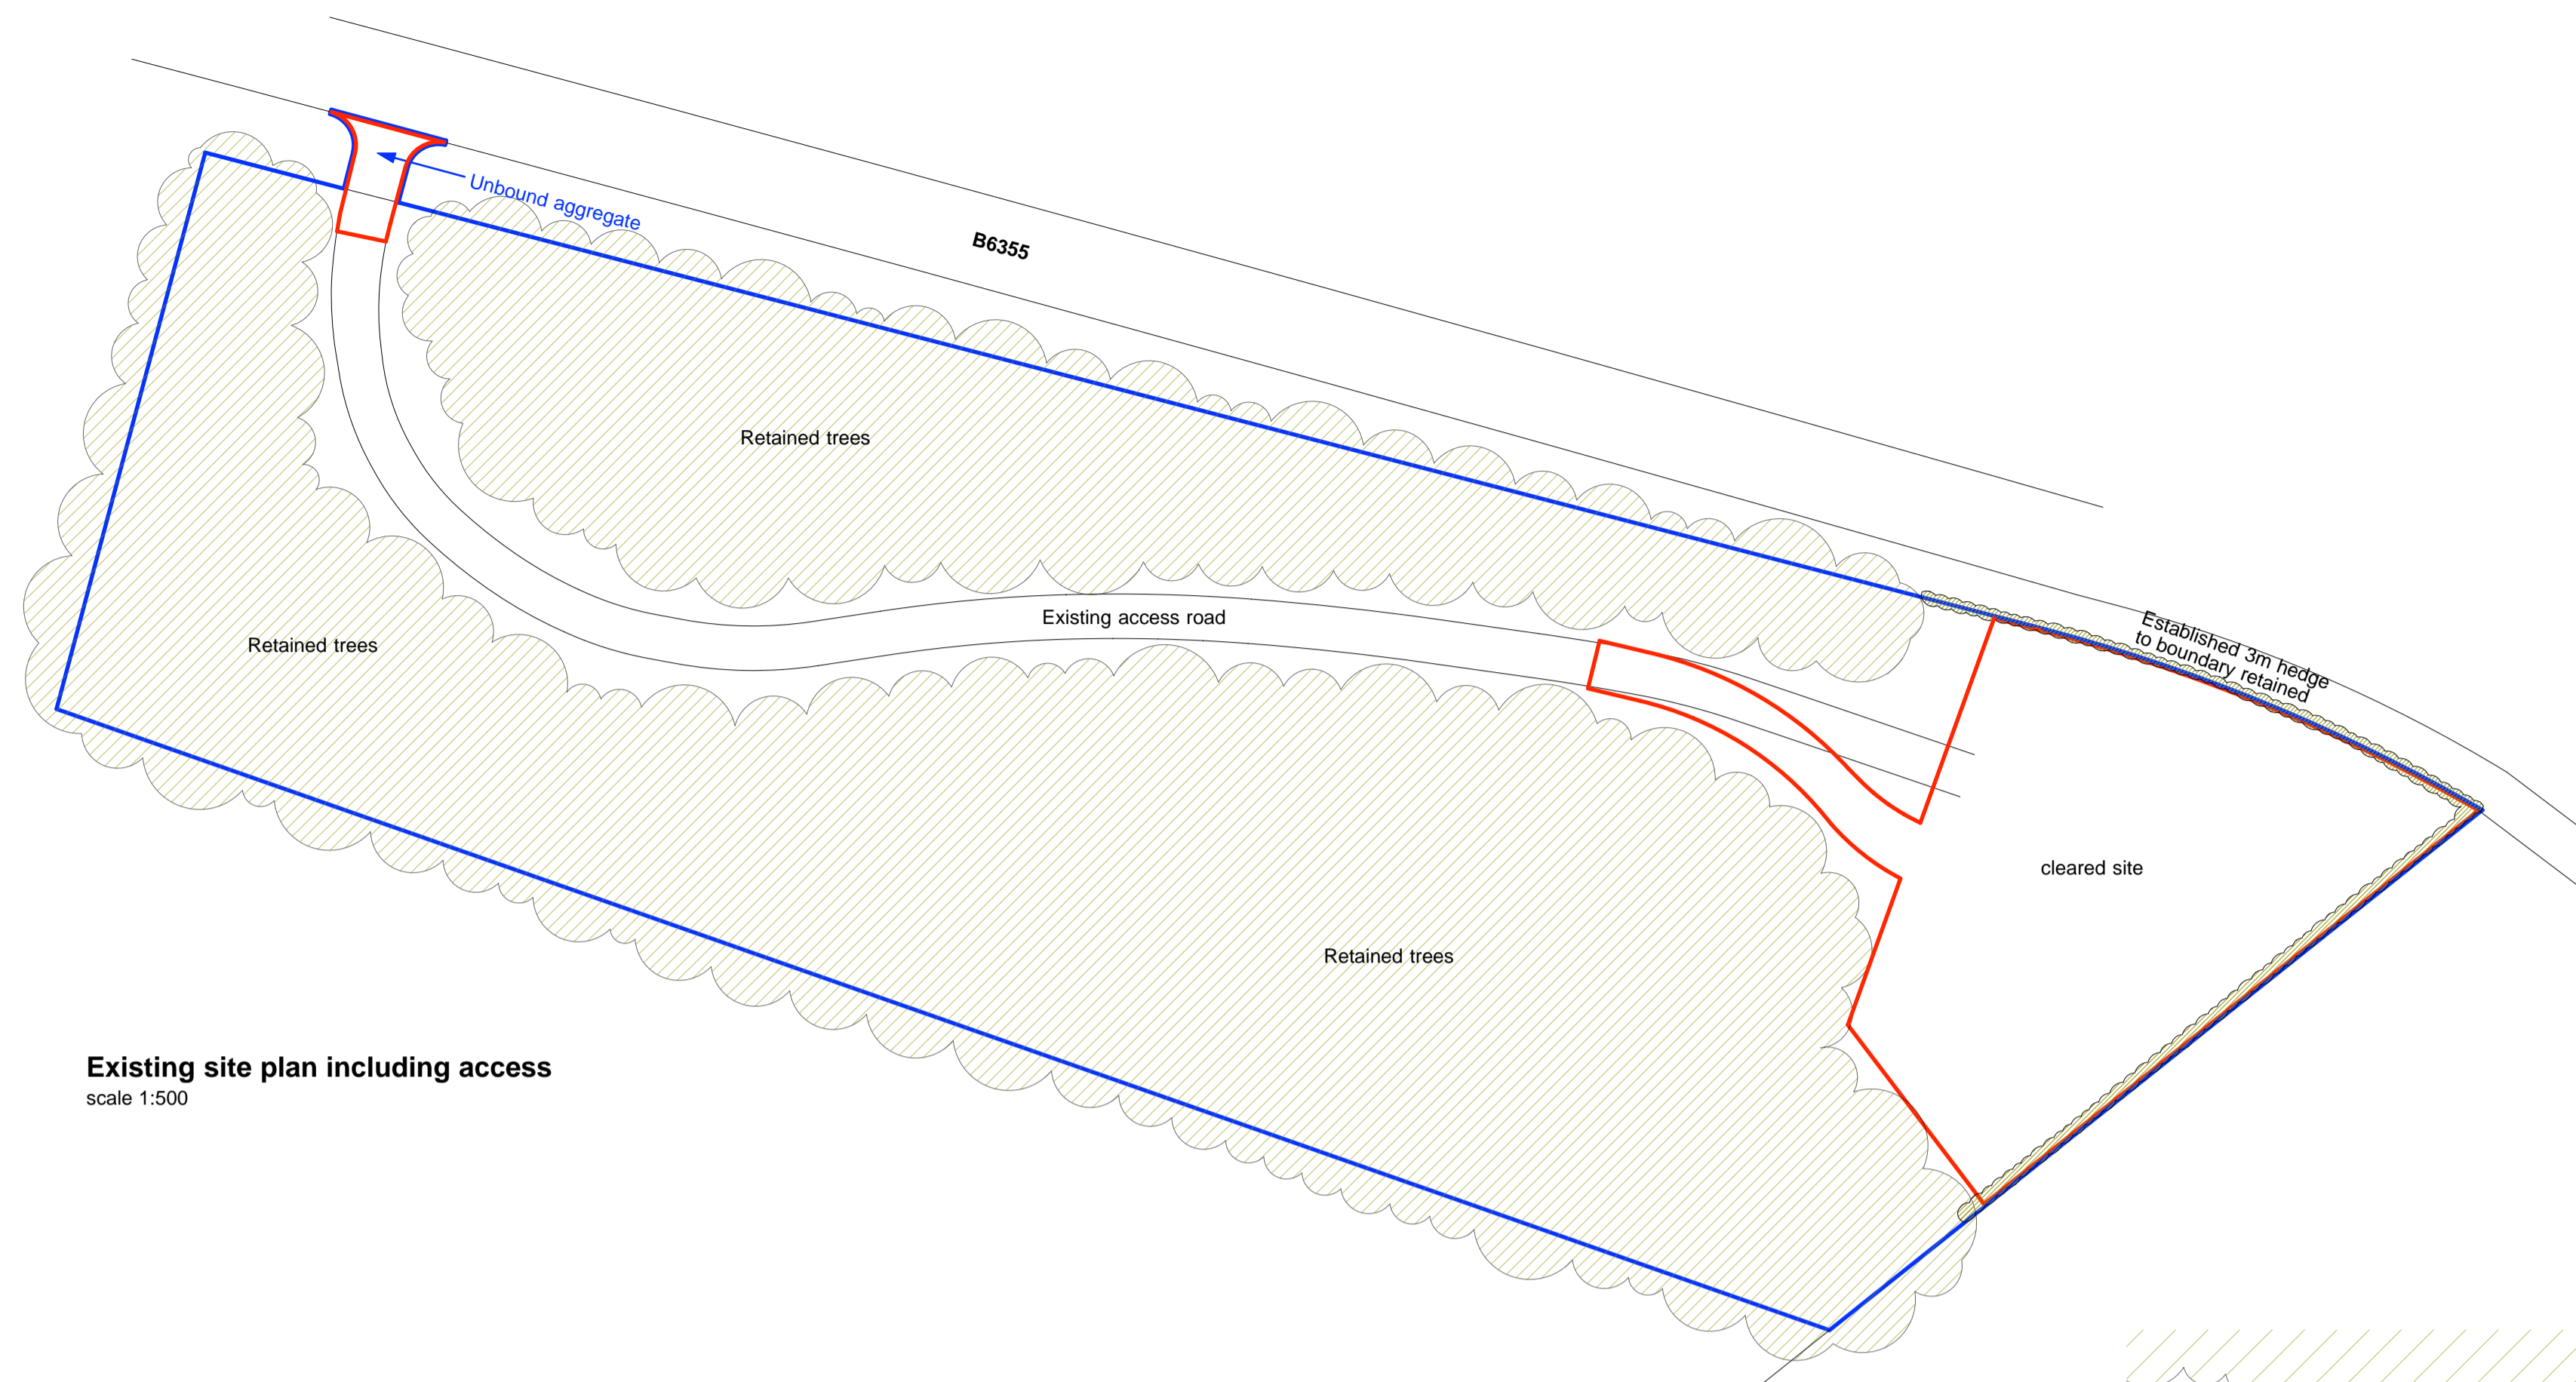 Unbound aggregate
B6355
Retained trees
Existing access road
Established 3m hedge
to boundary retained
Retained trees
cleared site
Retained trees
Existing site plan including access
scale 1:500